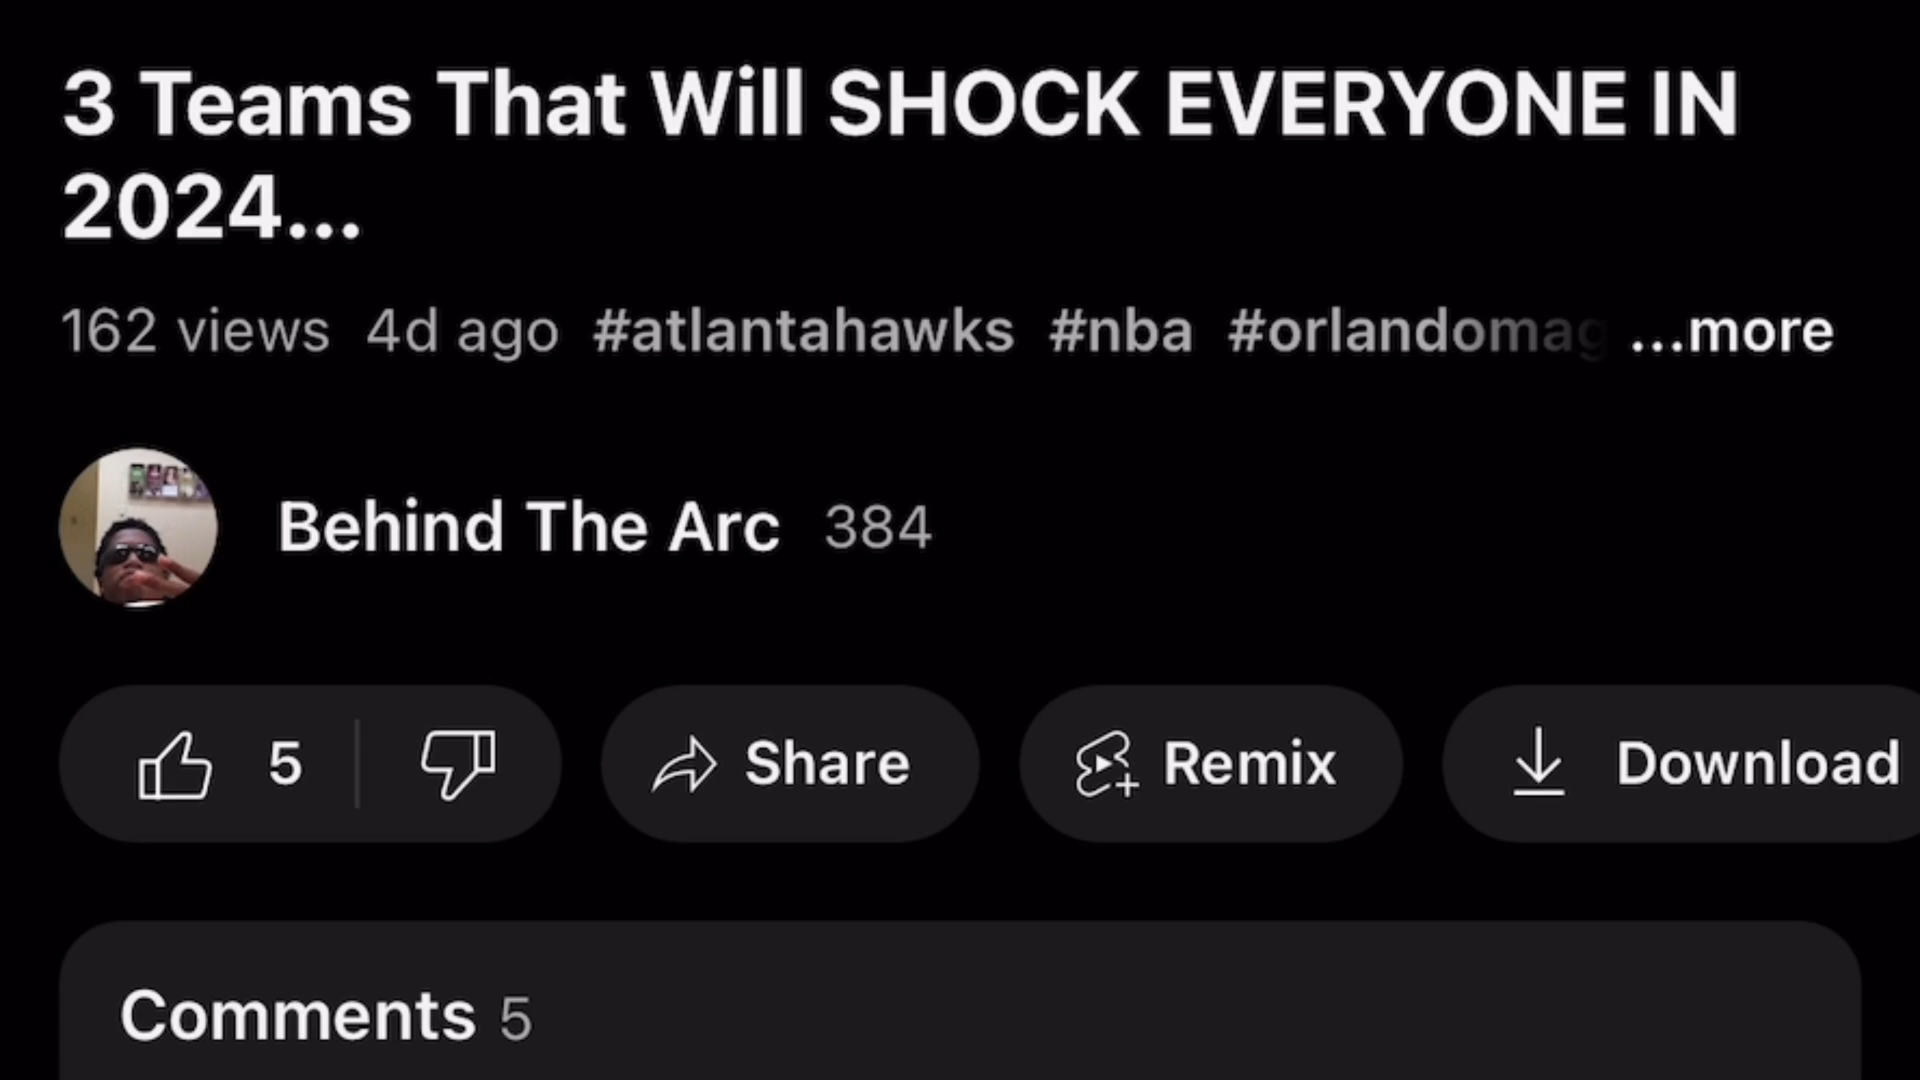 3 Teams That Will SHOCK EVERYONE IN
2024...
162 views 4d ago #atlantahawks #nba #orlandomag ...more
Behind The Arc 384
5 Share Remix Download
Comments 5